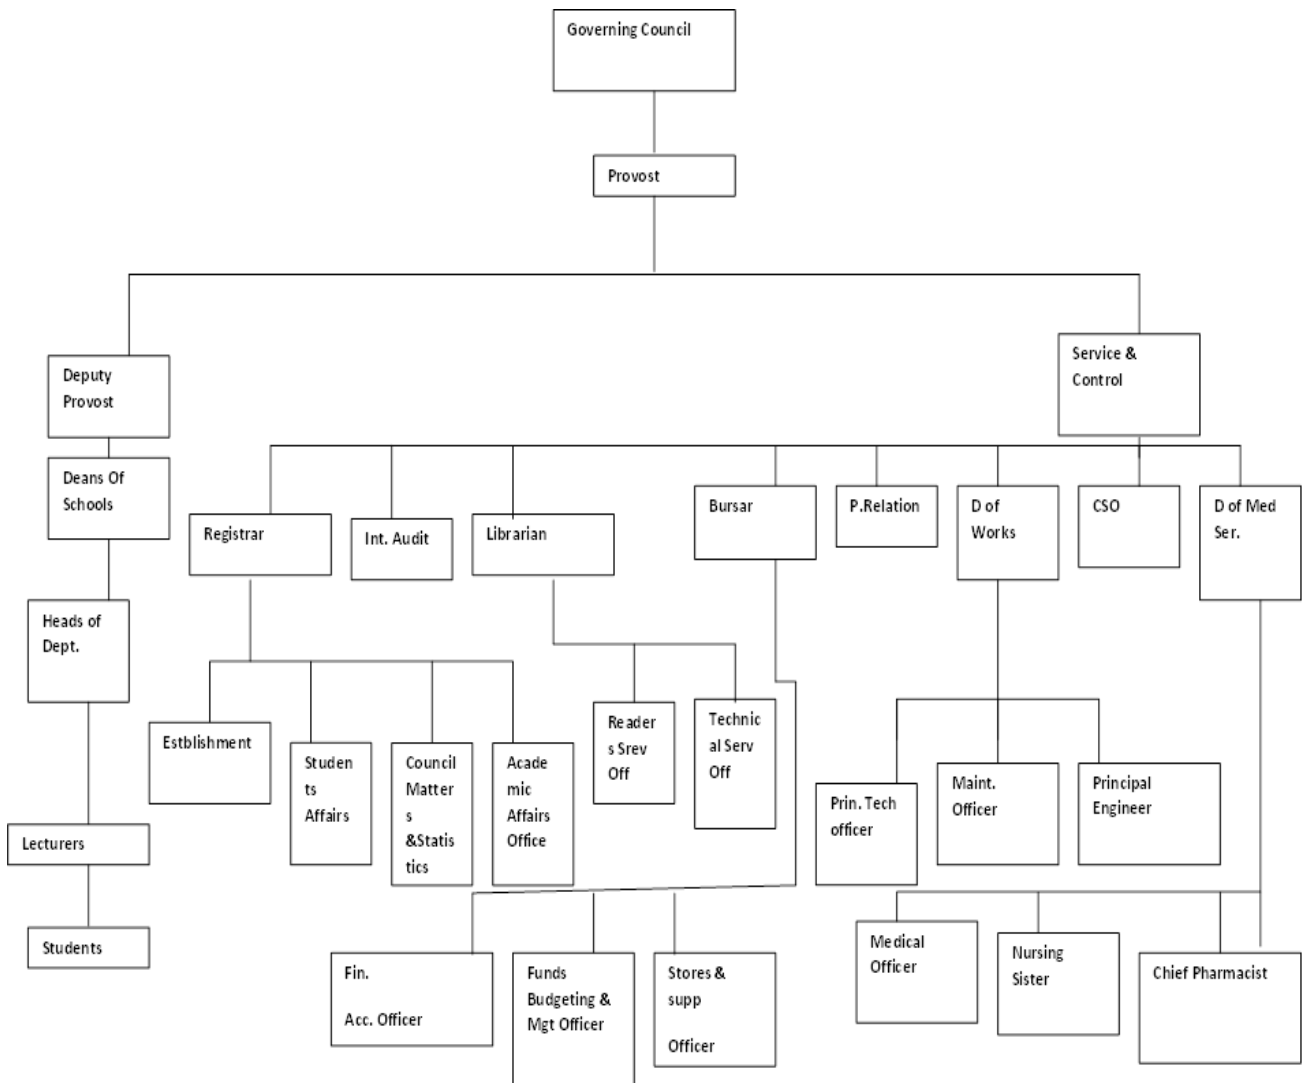 Governing Council
Provost
Service &
Control
Deputy
Provost
Deans Of
Schools
Registrar
Int. Audit
Librarian
Bursar
P.Relation
D of
Works
CSO
D of Med
Ser.
Heads of
Dept.
Estblishment
Studen
ts
Affairs
Council
Matter
s
&Statis
tics
Acade
mic
Affairs
Office
Reader
s Srev
Off
Technic
al Serv
Off
Prin. Tech
officer
Maint.
Officer
Principal
Engineer
Lecturers
Students
Fin.
Acc. Officer
Funds
Budgeting &
Mgt Officer
Stores &
supp
Officer
Medical
Officer
Nursing
Sister
Chief Pharmacist